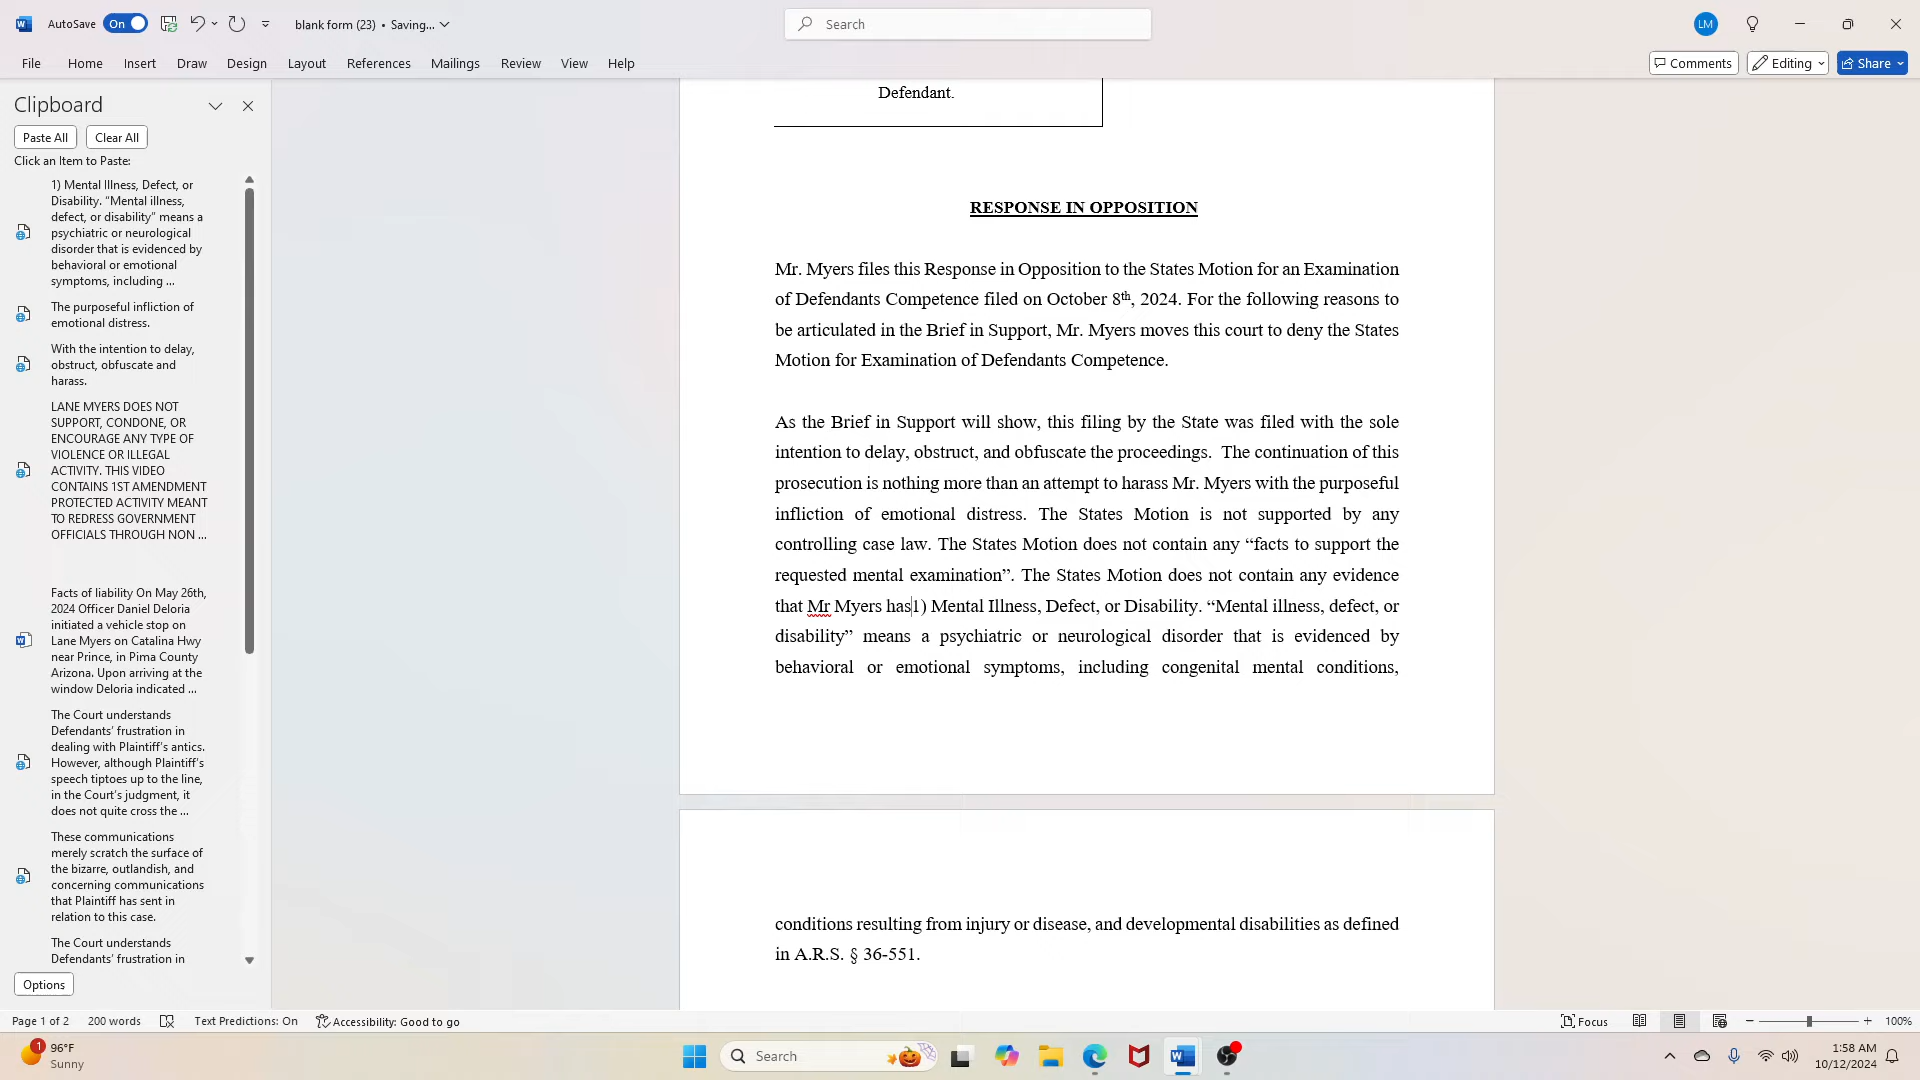 AutoSave On blank form (23) • Saving... Search LM
File Home Insert Draw Design Layout References Mailings Review View Help Comments Editing Share
Clipboard
Paste All Clear All
Click an Item to Paste:
1) Mental Illness, Defect, or
Disability. “Mental illness,
defect, or disability” means a
psychiatric or neurological
disorder that is evidenced by
behavioral or emotional
symptoms, including ...
The purposeful infliction of
emotional distress.
With the intention to delay,
obstruct, obfuscate and
harass.
LANE MYERS DOES NOT
SUPPORT, CONDONE, OR
ENCOURAGE ANY TYPE OF
VIOLENCE OR ILLEGAL
ACTIVITY. THIS VIDEO
CONTAINS 1ST AMENDMENT
PROTECTED ACTIVITY MEANT
TO REDRESS GOVERNMENT
OFFICIALS THROUGH NON ...
Facts of liability On May 26th,
2024 Officer Daniel Deloria
initiated a vehicle stop on
Lane Myers on Catalina Hwy
near Prince, in Pima County
Arizona. Upon arriving at the
window Deloria indicated ...
The Court understands
Defendants’ frustration in
dealing with Plaintiff’s antics.
However, although Plaintiff’s
speech tiptoes up to the line,
in the Court’s judgment, it
does not quite cross the ...
These communications
merely scratch the surface of
the bizarre, outlandish, and
concerning communications
that Plaintiff has sent in
relation to this case.
The Court understands
Defendants’ frustration in
Options
Defendant.
RESPONSE IN OPPOSITION
Mr. Myers files this Response in Opposition to the States Motion for an Examination
of Defendants Competence filed on October 8th, 2024. For the following reasons to
be articulated in the Brief in Support, Mr. Myers moves this court to deny the States
Motion for Examination of Defendants Competence.
As the Brief in Support will show, this filing by the State was filed with the sole
intention to delay, obstruct, and obfuscate the proceedings. The continuation of this
prosecution is nothing more than an attempt to harass Mr. Myers with the purposeful
infliction of emotional distress. The States Motion is not supported by any
controlling case law. The States Motion does not contain any “facts to support the
requested mental examination”. The States Motion does not contain any evidence
that Mr Myers has1) Mental Illness, Defect, or Disability. “Mental illness, defect, or
disability” means a psychiatric or neurological disorder that is evidenced by
behavioral or emotional symptoms, including congenital mental conditions,
conditions resulting from injury or disease, and developmental disabilities as defined
in A.R.S. § 36-551.
Page 1 of 2 200 words Text Predictions: On Accessibility: Good to go Focus 100%
1 96°F
Sunny
Search
1:58 AM
10/12/2024